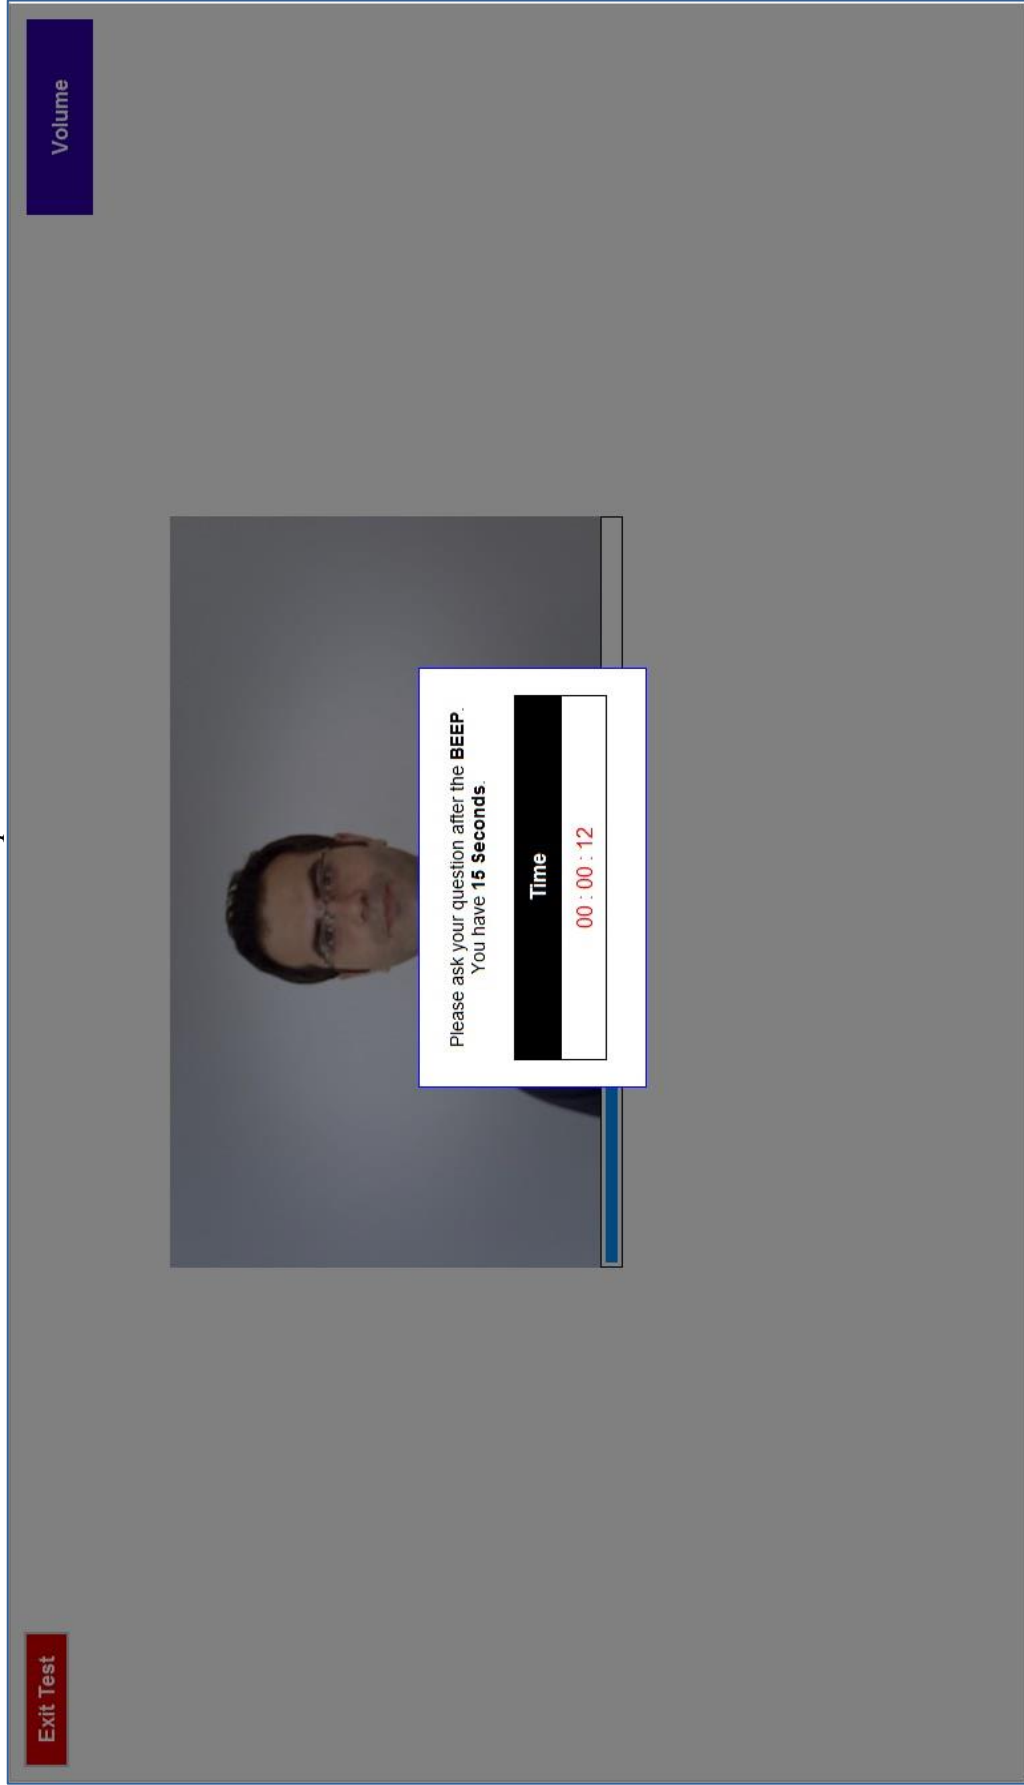 Exit Test
Volume
Please ask your question after the BEEP.
You have 15 Seconds.
Time
00 : 00 : 12